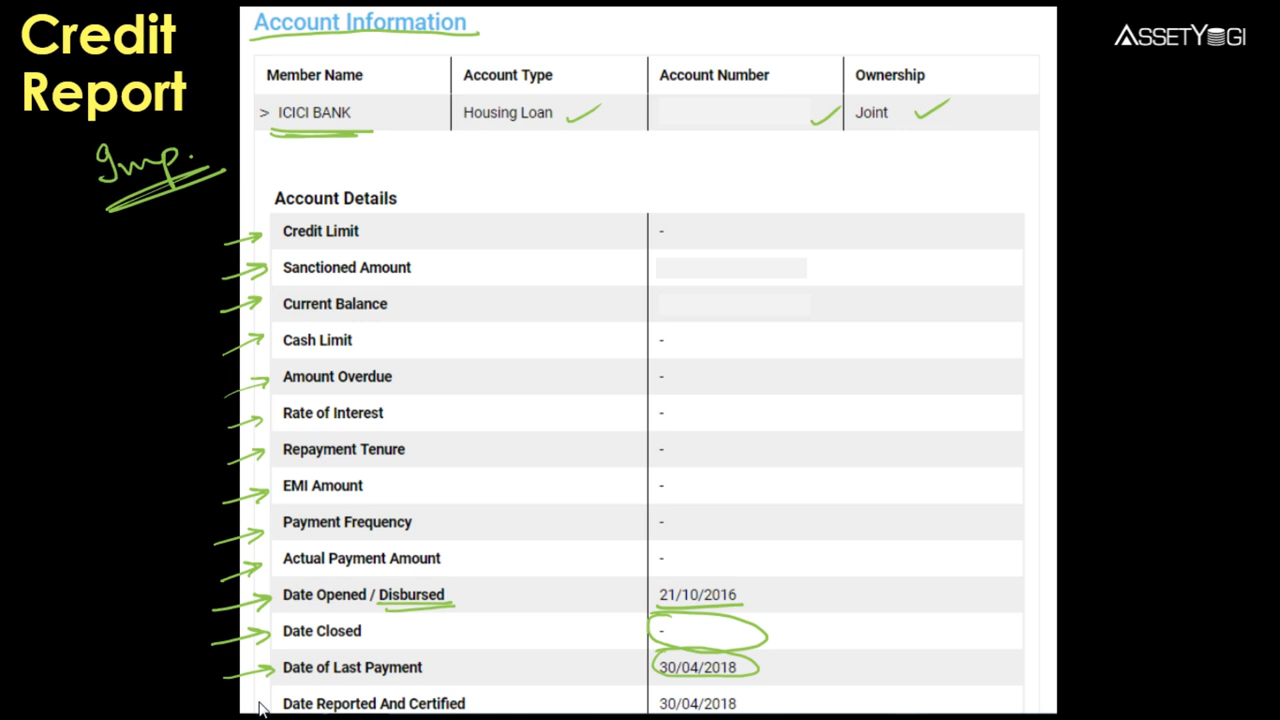 Credit
Report
Imp.
ASSETYOGI
Account Information
Member Name Account Type Account Number Ownership
> ICICI BANK Housing Loan Joint
Account Details
Credit Limit -
Sanctioned Amount
Current Balance
Cash Limit -
Amount Overdue -
Rate of Interest -
Repayment Tenure -
EMI Amount -
Payment Frequency -
Actual Payment Amount -
Date Opened / Disbursed 21/10/2016
Date Closed -
Date of Last Payment 30/04/2018
Date Reported And Certified 30/04/2018